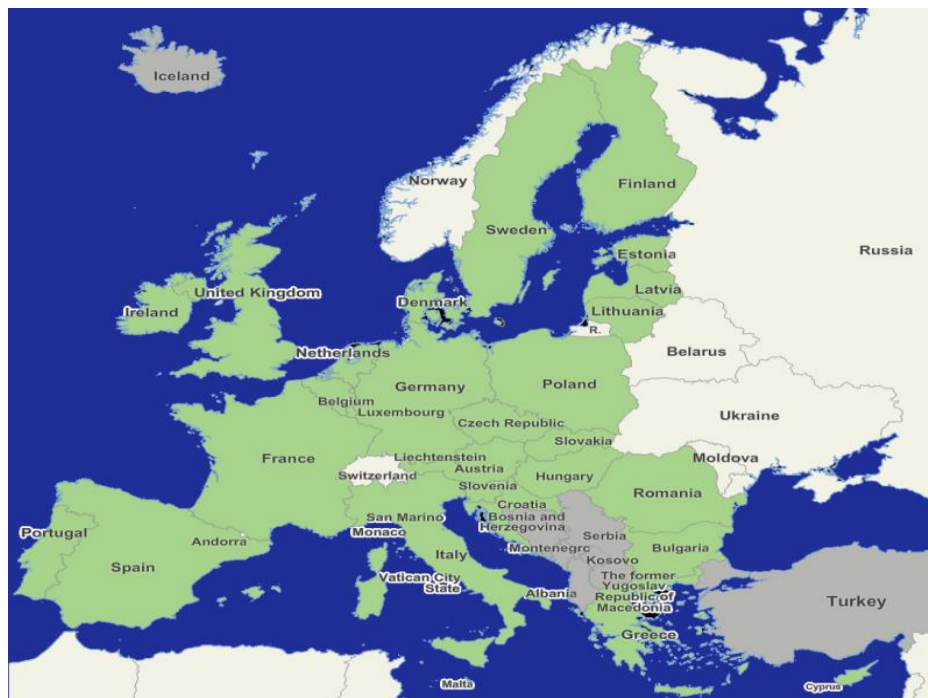 Iceland
Norway
Finland
Sweden
Russia
Estonia
Latvia
Lithuania
R.
United Kingdom
Ireland
Denmark
Netherlands
Belarus
Germany
Poland
Belgium
Luxembourg
Ukraine
Czech Republic
Slovakia
France
Liechtenstein
Switzerland
Austria
Hungary
Moldova
Slovenia
Romania
Croatia
Bosnia and
Herzegovina
San Marino
Monaco
Portugal
Andorra
Spain
Italy
Montenegro
Serbia
Kosovo
Bulgaria
Vatican City
State
Albania
The former
Yugoslav
Republic of
Macedonia
Turkey
Greece
Malta
Cyprus